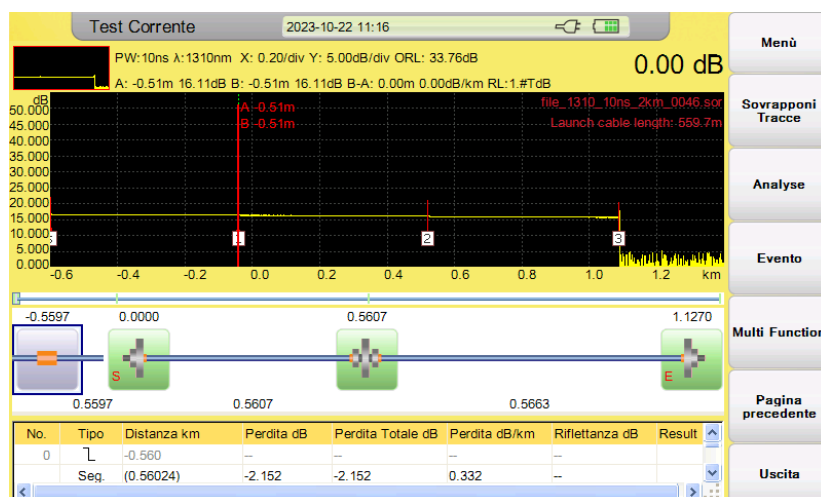 Test Corrente
2023-10-22 11:16
PW:10ns λ:1310nm X: 0.20/div Y: 5.00dB/div ORL: 33.76dB
0.00 dB
A: -0.51m 16.11dB B: -0.51m 16.11dB B-A: 0.00m 0.00dB/km RL:1.#TdB
dB
50.000
45.000
40.000
35.000
30.000
25.000
20.000
15.000
10.000
5.000
0.000
A -0.51m
B -0.51m
file_1310_10ns_2km_0046.sor
Launch cable length: 559.7m
1
2
3
-0.6 -0.4 -0.2 0.0 0.2 0.4 0.6 0.8 1.0 1.2 km
-0.5597 0.0000 0.5607 1.1270
S
E
0.5597 0.5607 0.5663
No. Tipo Distanza km Perdita dB Perdita Totale dB Perdita dB/km Riflettanza dB Result
0 -0.560 -- -- -- --
Seg. (0.56024) -2.152 -2.152 0.332 --
Menù
Sovrapponi
Tracce
Analyse
Evento
Multi Function
Pagina
precedente
Uscita